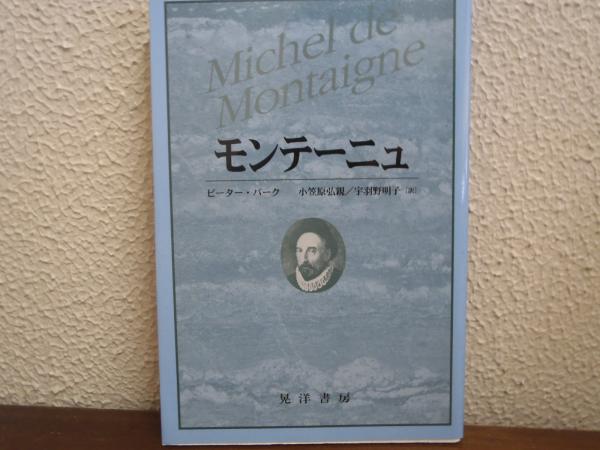 Michel de
Montaigne
モンテーニュ
ピーター・バーク 小笠原弘親／宇羽野明子［訳］
晃洋書房